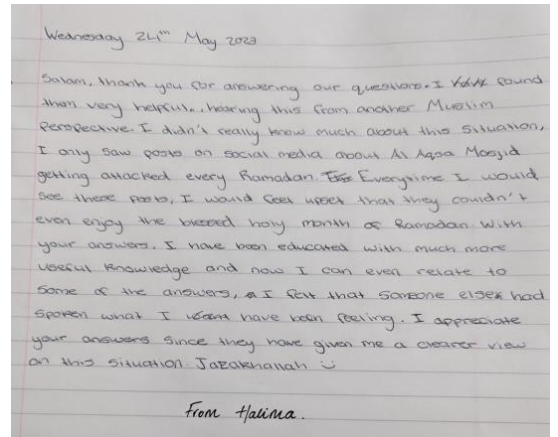 Wednesday 24th May 2023
Salam, thank you for answering our questions. I found
them very helpful, hearing this from another Muslim
perspective. I didn't really know much about this situation,
I only saw posts on social media about Al Aqsa Masjid
getting attacked every Ramadan. Everytime I would
see these posts, I would feel upset that they couldn't
even enjoy the blessed holy month of Ramadan. With
your answers, I have been educated with much more
useful knowledge and now I can even relate to
some of the answers, I felt that someone else had
spoken what I have been feeling. I appreciate
your answers since they have given me a clearer view
on this situation. Jazakhallah
From Halima.